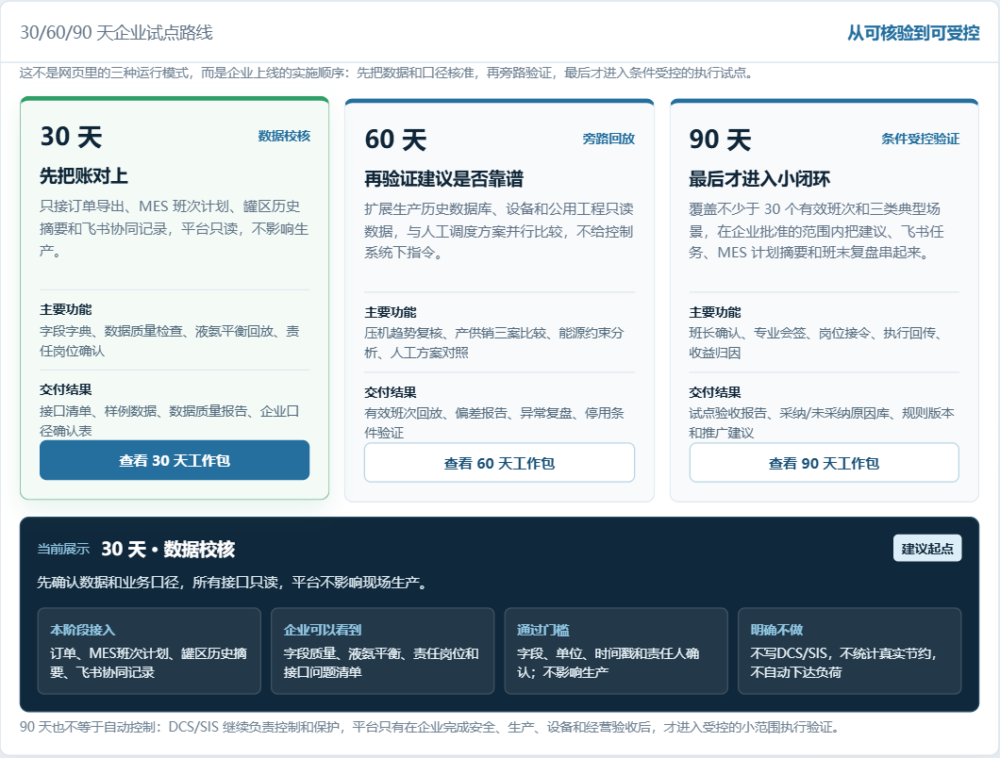 30/60/90 天企业试点路线
从可核验到可受控
这不是网页里的三种运行模式，而是企业上线的实施顺序：先把数据和口径核准，再旁路验证，最后才进入条件受控的执行试点。
30 天
数据校核
先把账对上
只接订单导出、MES 班次计划、罐区历史
摘要和飞书协同记录，平台只读，不影响生
产。
主要功能
字段字典、数据质量检查、液氨平衡回放、责
任岗位确认
交付结果
接口清单、样例数据、数据质量报告、企业口
径确认表
查看 30 天工作包
60 天
旁路回放
再验证建议是否靠谱
扩展生产历史数据库、设备和公用工程只读
数据，与人工调度方案并行比较，不给控制
系统下指令。
主要功能
压机趋势复核、产供销三案比较、能源约束分
析、人工方案对照
交付结果
有效班次回放、偏差报告、异常复盘、停用条
件验证
查看 60 天工作包
90 天
条件受控验证
最后才进入小闭环
覆盖不少于 30 个有效班次和三类典型场
景，在企业批准的范围内把建议、飞书任
务、MES 计划摘要和班末复盘串起来。
主要功能
班长确认、专业会签、岗位接令、执行回传、
收益归因
交付结果
试点验收报告、采纳/未采纳原因库、规则版本
和推广建议
查看 90 天工作包
当前展示 30 天 • 数据校核
建议起点
先确认数据和业务口径，所有接口只读，平台不影响现场生产。
本阶段接入
订单、MES班次计划、罐区历史摘
要、飞书协同记录
企业可以看到
字段质量、液氨平衡、责任岗位和
接口问题清单
通过门槛
字段、单位、时间戳和责任人确
认；不影响生产
明确不做
不写DCS/SIS，不统计真实节约，
不自动下达负荷
90 天也不等于自动控制：DCS/SIS 继续负责控制和保护，平台只有在企业完成安全、生产、设备和经营验收后，才进入受控的小范围执行验证。